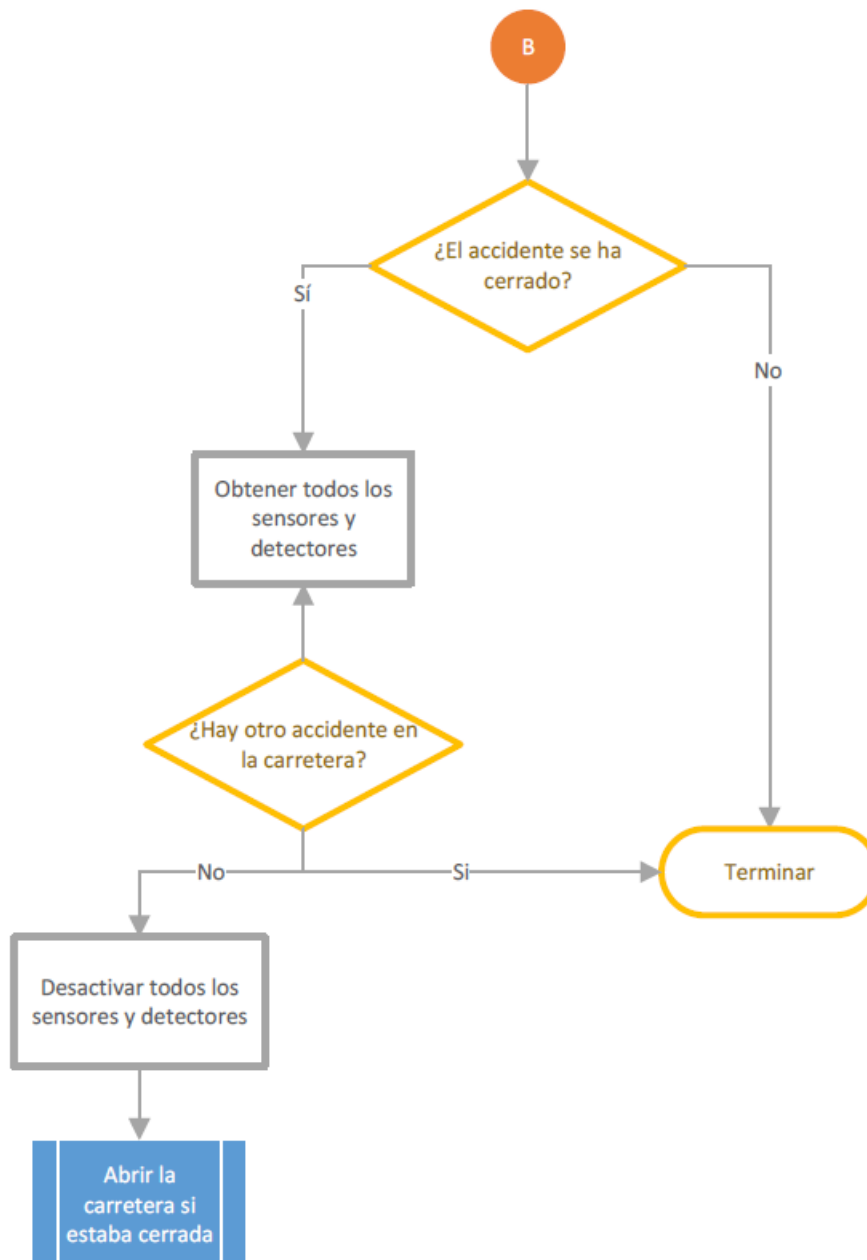 B
¿El accidente se ha
cerrado?
Sí
No
Obtener todos los
sensores y
detectores
¿Hay otro accidente en
la carretera?
No
Si
Terminar
Desactivar todos los
sensores y detectores
Abrir la
carretera si
estaba cerrada